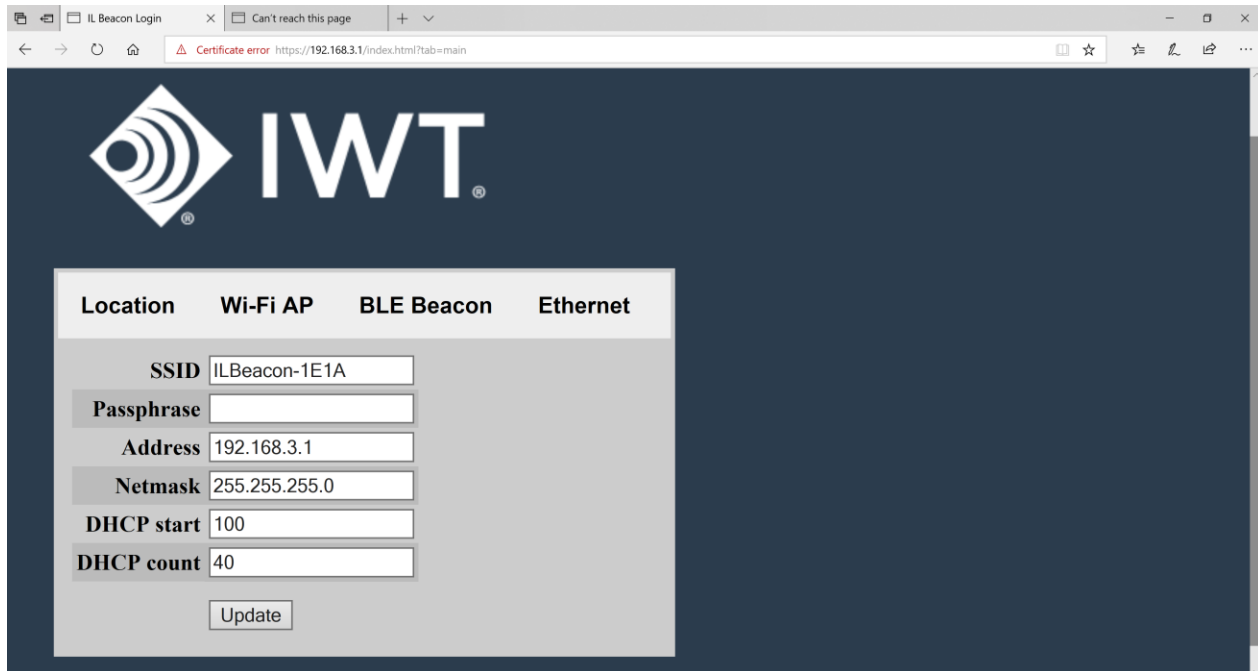 IL Beacon Login
Can't reach this page
Certificate error https://192.168.3.1/index.html?tab=main
IWT®
®
Location Wi-Fi AP BLE Beacon Ethernet
SSID ILBeacon-1E1A
Passphrase
Address 192.168.3.1
Netmask 255.255.255.0
DHCP start 100
DHCP count 40
Update